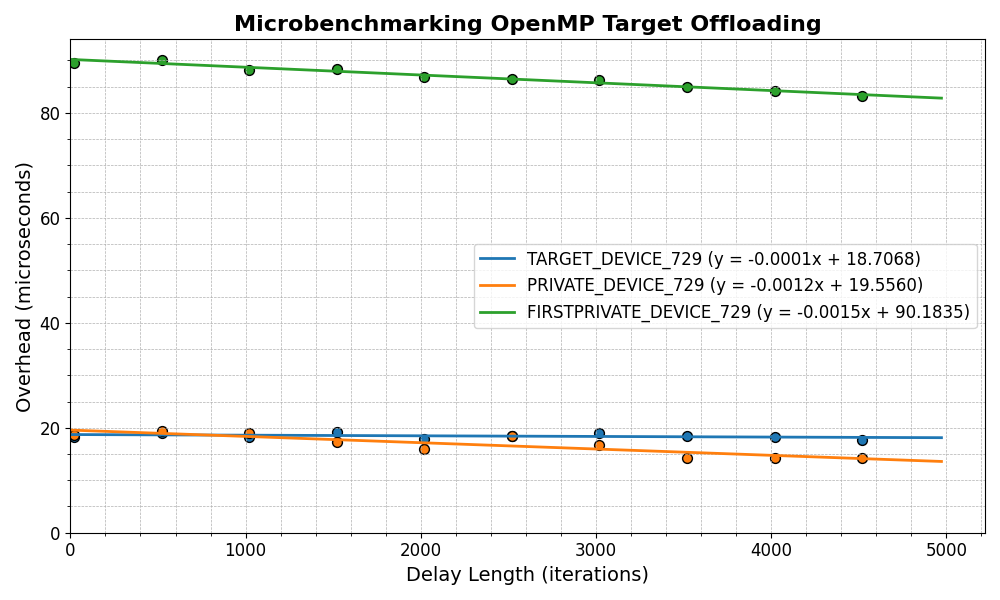 Microbenchmarking OpenMP Target Offloading
Overhead (microseconds)
80
60
40
20
0
TARGET_DEVICE_729 (y = -0.0001x + 18.7068)
PRIVATE_DEVICE_729 (y = -0.0012x + 19.5560)
FIRSTPRIVATE_DEVICE_729 (y = -0.0015x + 90.1835)
0 1000 2000 3000 4000 5000
Delay Length (iterations)